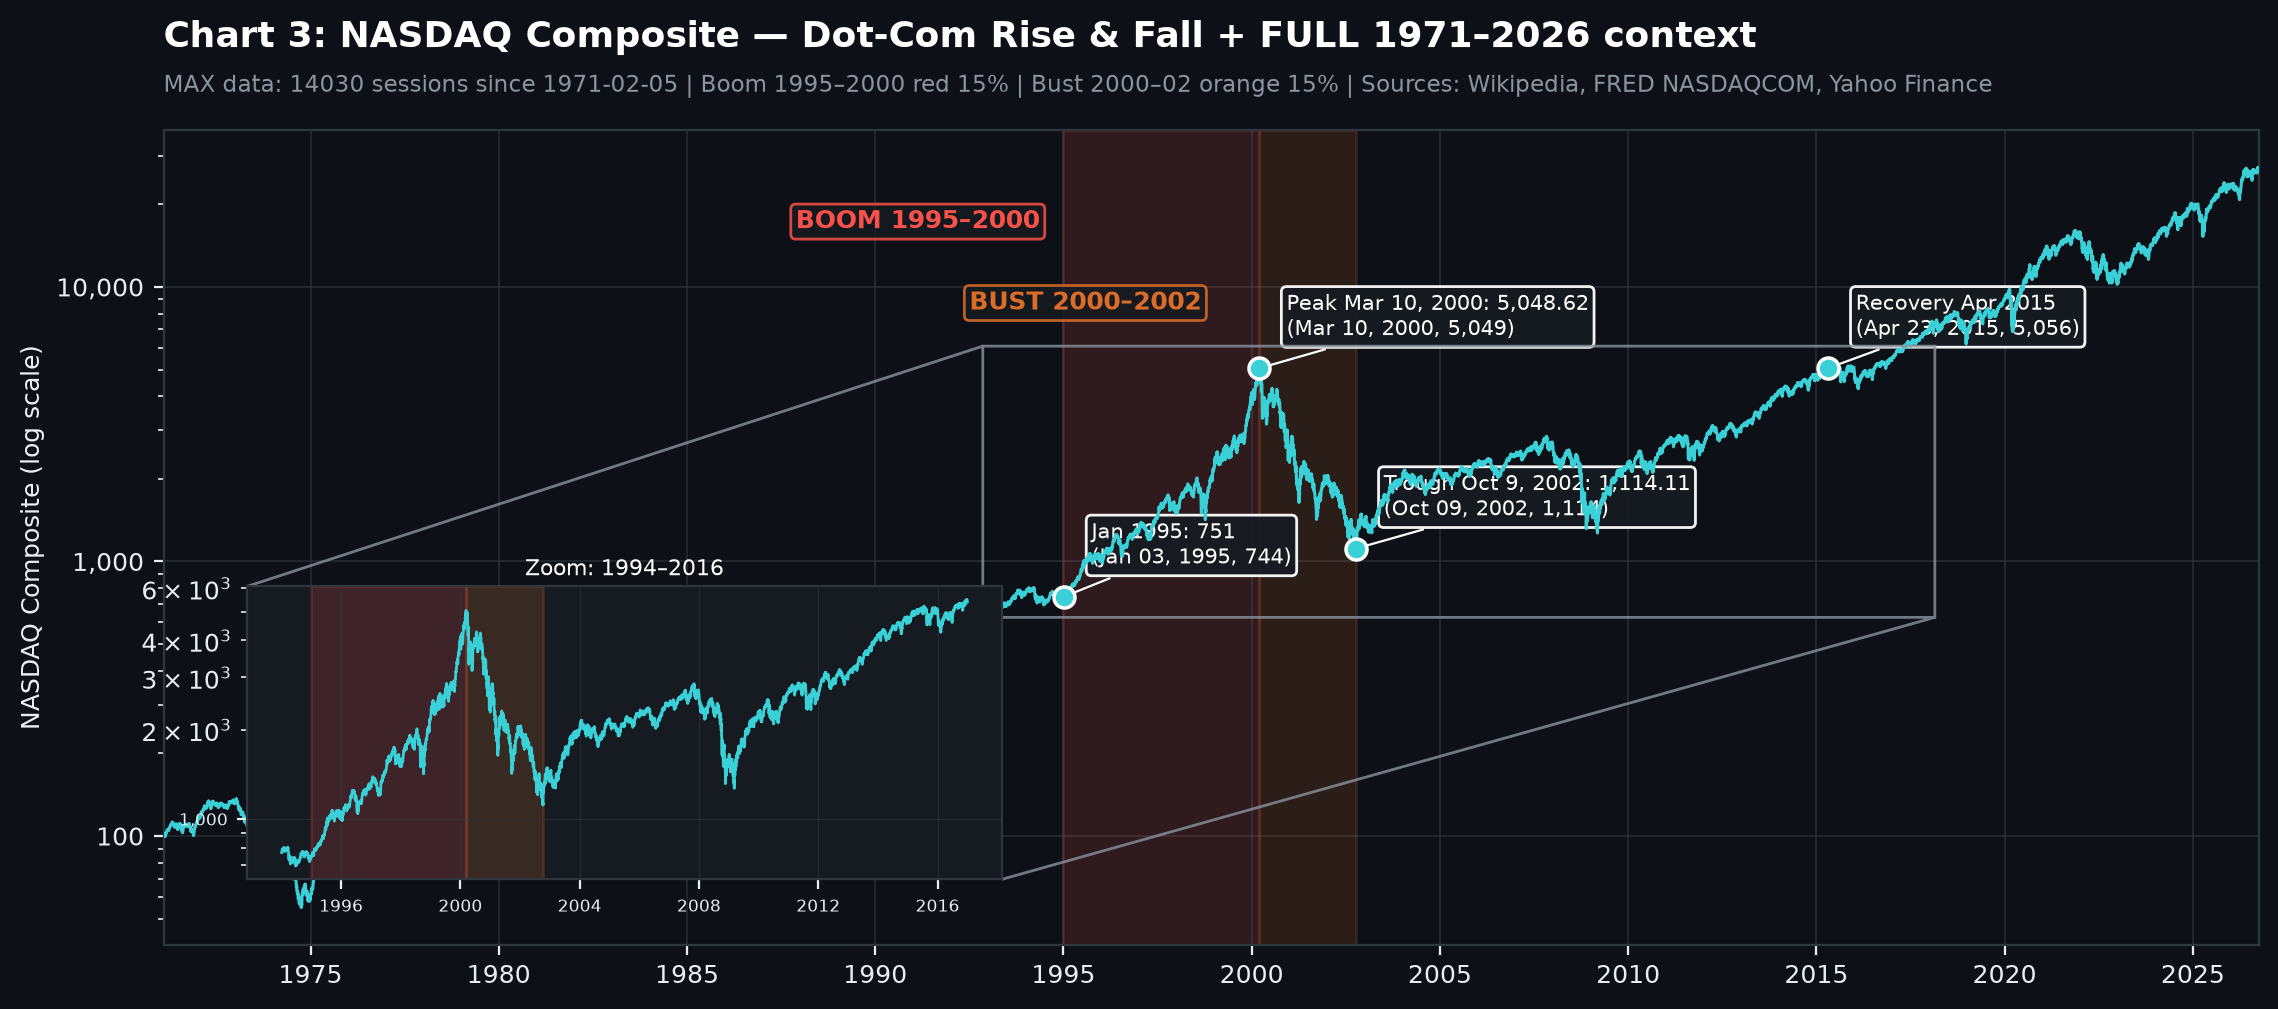 Chart 3: NASDAQ Composite — Dot-Com Rise & Fall + FULL 1971–2026 context
MAX data: 14030 sessions since 1971-02-05 | Boom 1995–2000 red 15% | Bust 2000–02 orange 15% | Sources: Wikipedia, FRED NASDAQCOM, Yahoo Finance
NASDAQ Composite (log scale)
10,000
1,000
100
BOOM 1995–2000
BUST 2000–2002
Peak Mar 10, 2000: 5,048.62
(Mar 10, 2000, 5,049)
Recovery Apr 2015
(Apr 23, 2015, 5,056)
Trough Oct 9, 2002: 1,114.11
(Oct 09, 2002, 1,114)
Jan 1995: 751
(Jan 03, 1995, 744)
Zoom: 1994–2016
6 × 10³
4 × 10³
3 × 10³
2 × 10³
1,000
1996 2000 2004 2008 2012 2016
1975 1980 1985 1990 1995 2000 2005 2010 2015 2020 2025